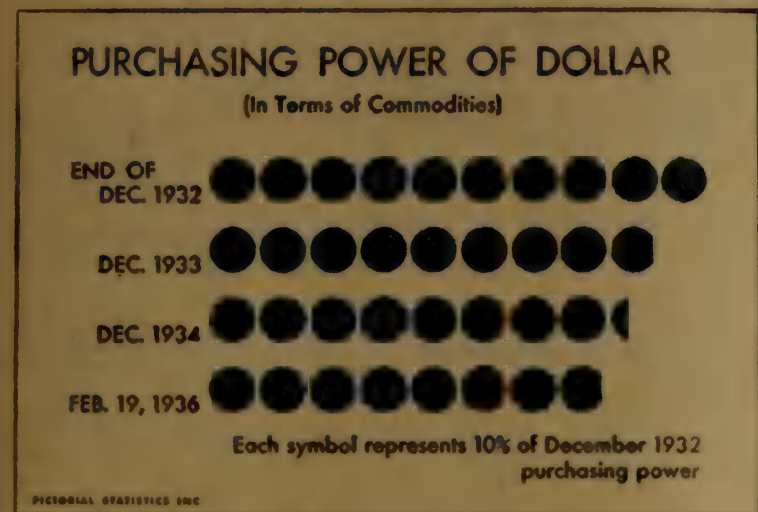 PURCHASING POWER OF DOLLAR
(In Terms of Commodities)
END OF
DEC. 1932
DEC. 1933
DEC. 1934
FEB. 19, 1936
Each symbol represents 10% of December 1932
purchasing power
PICTORIAL STATISTICS INC